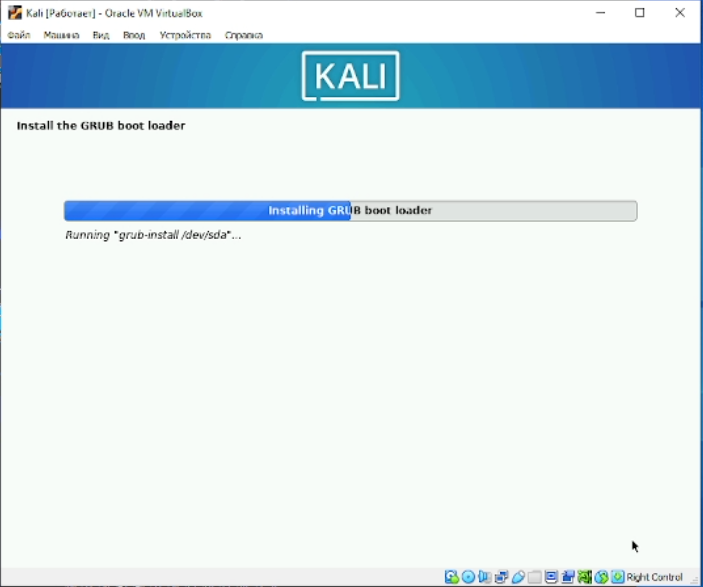 Kali [Работает] - Oracle VM VirtualBox
Файл Машина Вид Ввод Устройства Справка
KALI
Install the GRUB boot loader
Installing GRUB boot loader
Running "grub-install /dev/sda"...
Right Control